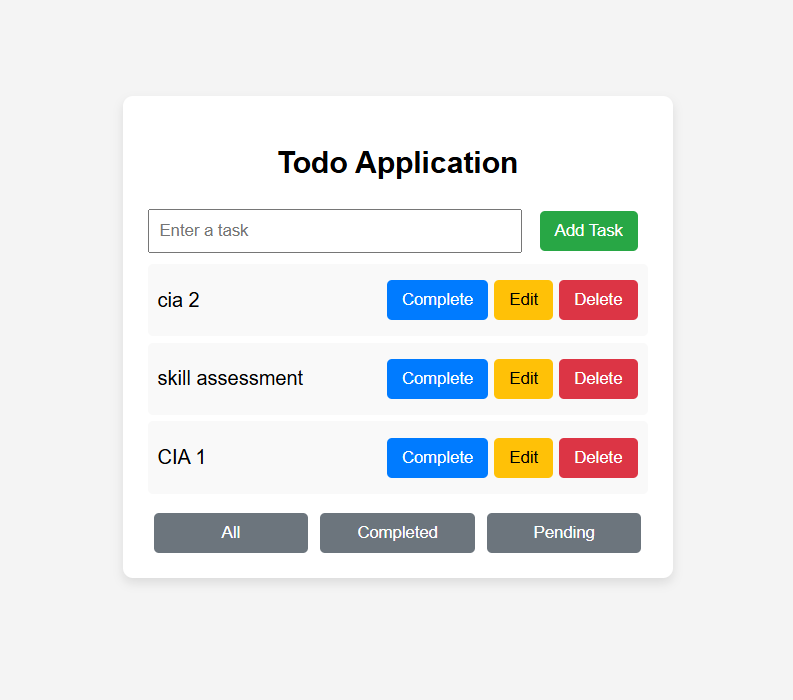 Todo Application
Enter a task Add Task
cia 2 Complete Edit Delete
skill assessment Complete Edit Delete
CIA 1 Complete Edit Delete
All Completed Pending